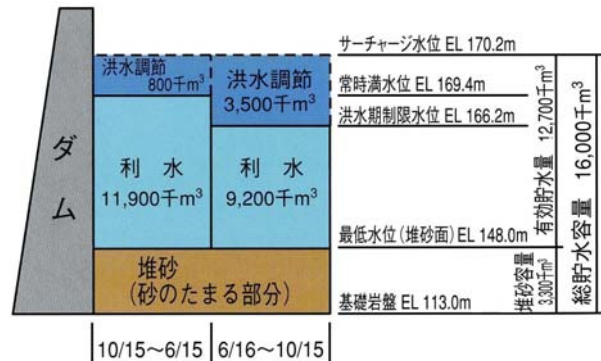 サーチャージ水位 EL 170.2m
洪水調節
800千m³
洪水調節
3,500千m³
常時満水位 EL 169.4m
洪水期制限水位 EL 166.2m
ダム
利 水
11,900千m³
利 水
9,200千m³
有効貯水量 12,700千m³
総貯水容量 16,000千m³
最低水位(堆砂面) EL 148.0m
堆砂
(砂のたまる部分)
堆砂容量
3,300千m³
基礎岩盤 EL 113.0m
10/15〜6/15
6/16〜10/15